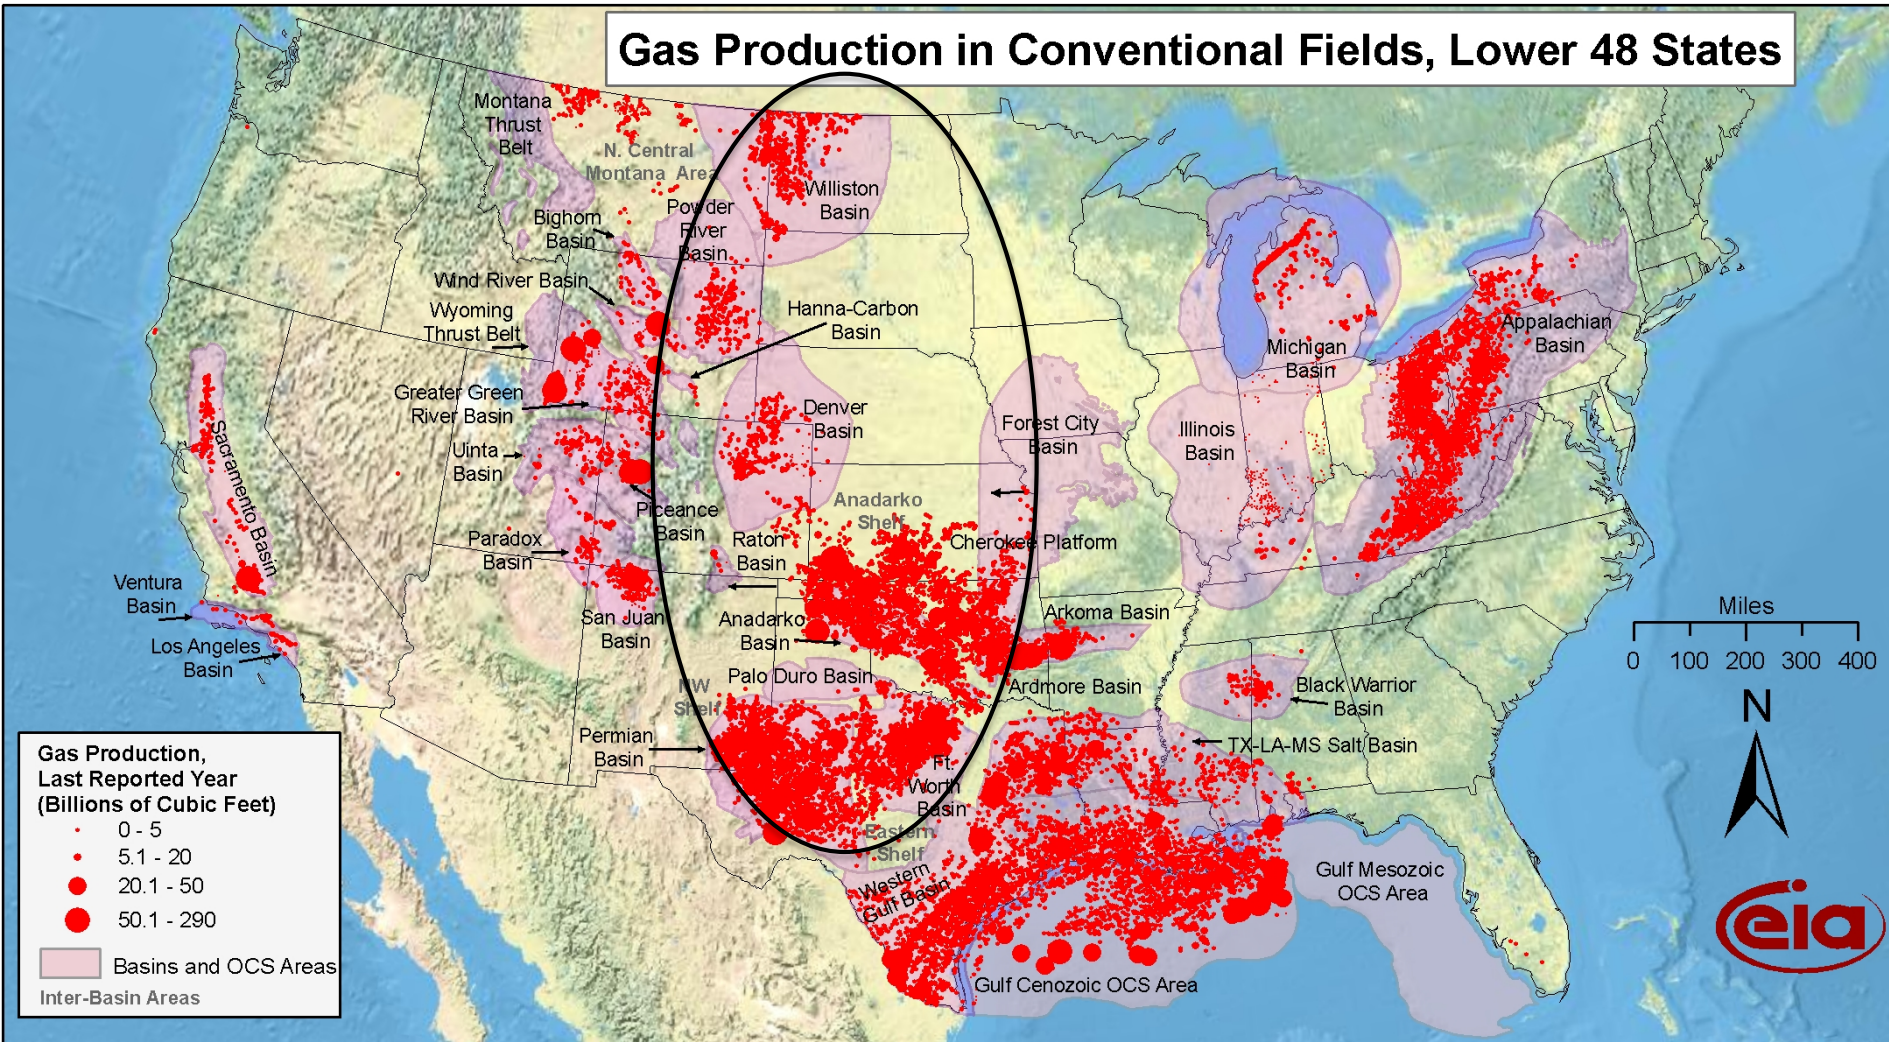 Gas Production in Conventional Fields, Lower 48 States
Montana
Thrust
Belt
N. Central
Montana Area
Williston
Basin
Powder
River
Basin
Bighorn
Basin
Wind River Basin
Wyoming
Thrust Belt
Hanna-Carbon
Basin
Greater Green
River Basin
Uinta
Basin
Denver
Basin
Forest City
Basin
Illinois
Basin
Michigan
Basin
Appalachian
Basin
Sacramento Basin
Piceance
Basin
Anadarko
Shelf
Cherokee Platform
Paradox
Basin
Raton
Basin
Ventura
Basin
Los Angeles
Basin
San Juan
Basin
Anadarko
Basin
Arkoma Basin
Palo Duro Basin
NW
Shelf
Ardmore Basin
Black Warrior
Basin
Permian
Basin
Ft.
Worth
Basin
TX-LA-MS Salt Basin
Eastern
Shelf
Western
Gulf Basin
Gulf Mesozoic
OCS Area
Gulf Cenozoic OCS Area
Miles
0 100 200 300 400
N
Gas Production,
Last Reported Year
(Billions of Cubic Feet)
0 - 5
5.1 - 20
20.1 - 50
50.1 - 290
Basins and OCS Areas
Inter-Basin Areas
eia